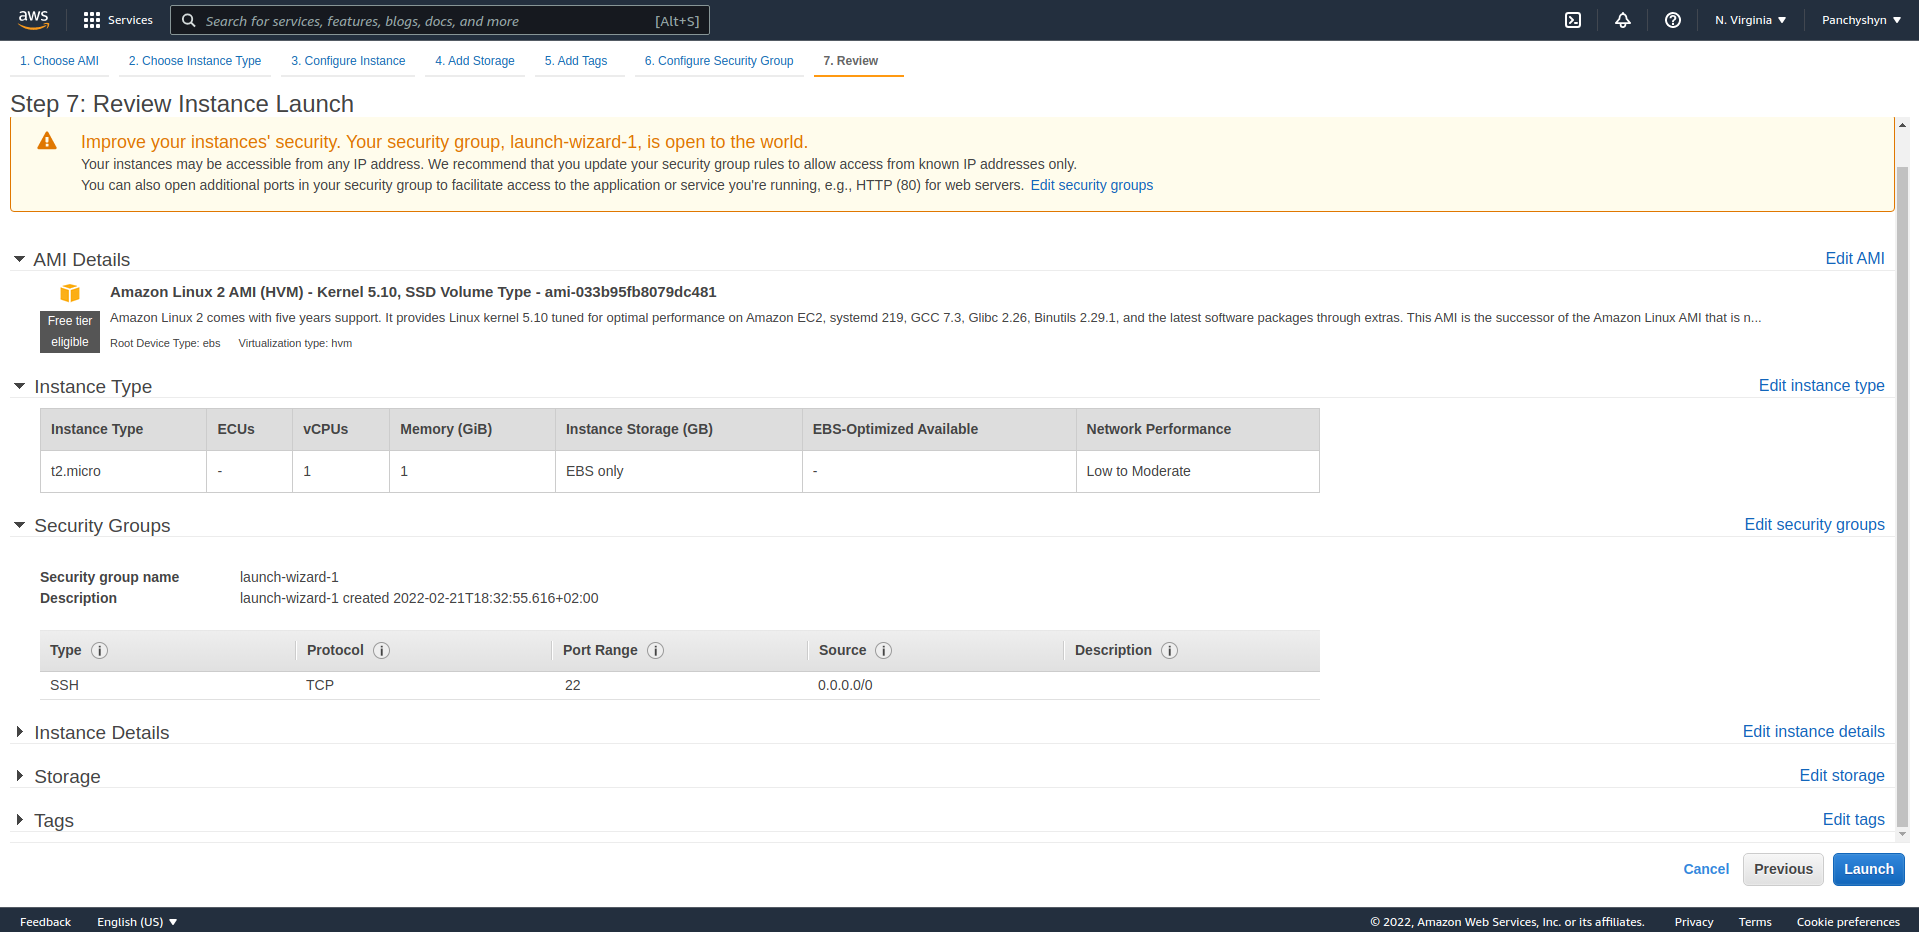 aws Services Search for services, features, blogs, docs, and more [Alt+S] N. Virginia Panchyshyn
1. Choose AMI 2. Choose Instance Type 3. Configure Instance 4. Add Storage 5. Add Tags 6. Configure Security Group 7. Review
Step 7: Review Instance Launch
Improve your instances' security. Your security group, launch-wizard-1, is open to the world.
Your instances may be accessible from any IP address. We recommend that you update your security group rules to allow access from known IP addresses only.
You can also open additional ports in your security group to facilitate access to the application or service you're running, e.g., HTTP (80) for web servers. Edit security groups
AMI Details Edit AMI
Amazon Linux 2 AMI (HVM) - Kernel 5.10, SSD Volume Type - ami-033b95fb8079dc481
Free tier eligible
Amazon Linux 2 comes with five years support. It provides Linux kernel 5.10 tuned for optimal performance on Amazon EC2, systemd 219, GCC 7.3, Glibc 2.26, Binutils 2.29.1, and the latest software packages through extras. This AMI is the successor of the Amazon Linux AMI that is n...
Root Device Type: ebs Virtualization type: hvm
Instance Type Edit instance type
Instance Type ECUs vCPUs Memory (GiB) Instance Storage (GB) EBS-Optimized Available Network Performance
t2.micro - 1 1 EBS only - Low to Moderate
Security Groups Edit security groups
Security group name launch-wizard-1
Description launch-wizard-1 created 2022-02-21T18:32:55.616+02:00
Type Protocol Port Range Source Description
SSH TCP 22 0.0.0.0/0
Instance Details Edit instance details
Storage Edit storage
Tags Edit tags
Cancel Previous Launch
Feedback English (US) © 2022, Amazon Web Services, Inc. or its affiliates. Privacy Terms Cookie preferences